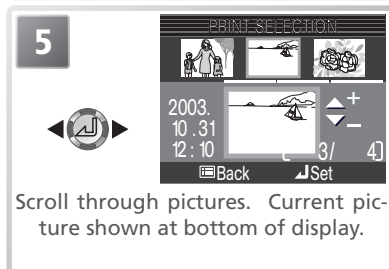 5
PRINT SELECTION
2003.
10.31
12:10
[ 3/ 4]
Back Set
Scroll through pictures. Current pic-
ture shown at bottom of display.